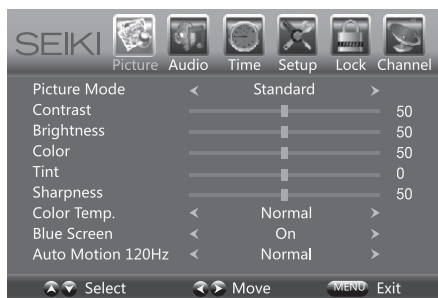 SEIKI
Picture Audio Time Setup Lock Channel
Picture Mode Standard
Contrast 50
Brightness 50
Color 50
Tint 0
Sharpness 50
Color Temp. Normal
Blue Screen On
Auto Motion 120Hz Normal
Select Move MENU Exit